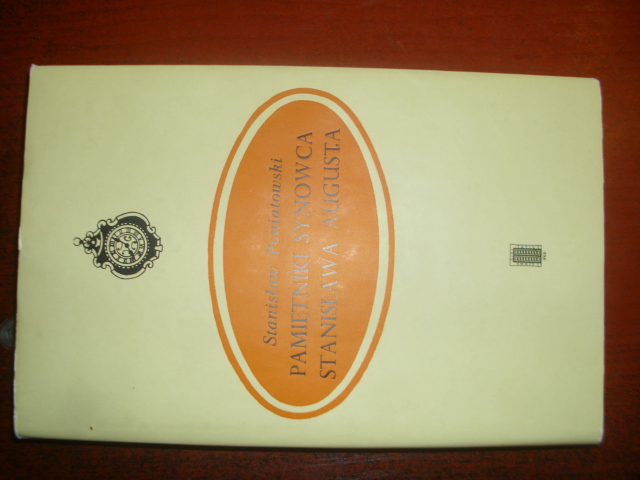 Stanisław Poniatowski
PAMIĘTNIKI SYNOWCA
STANISŁAWA AUGUSTA